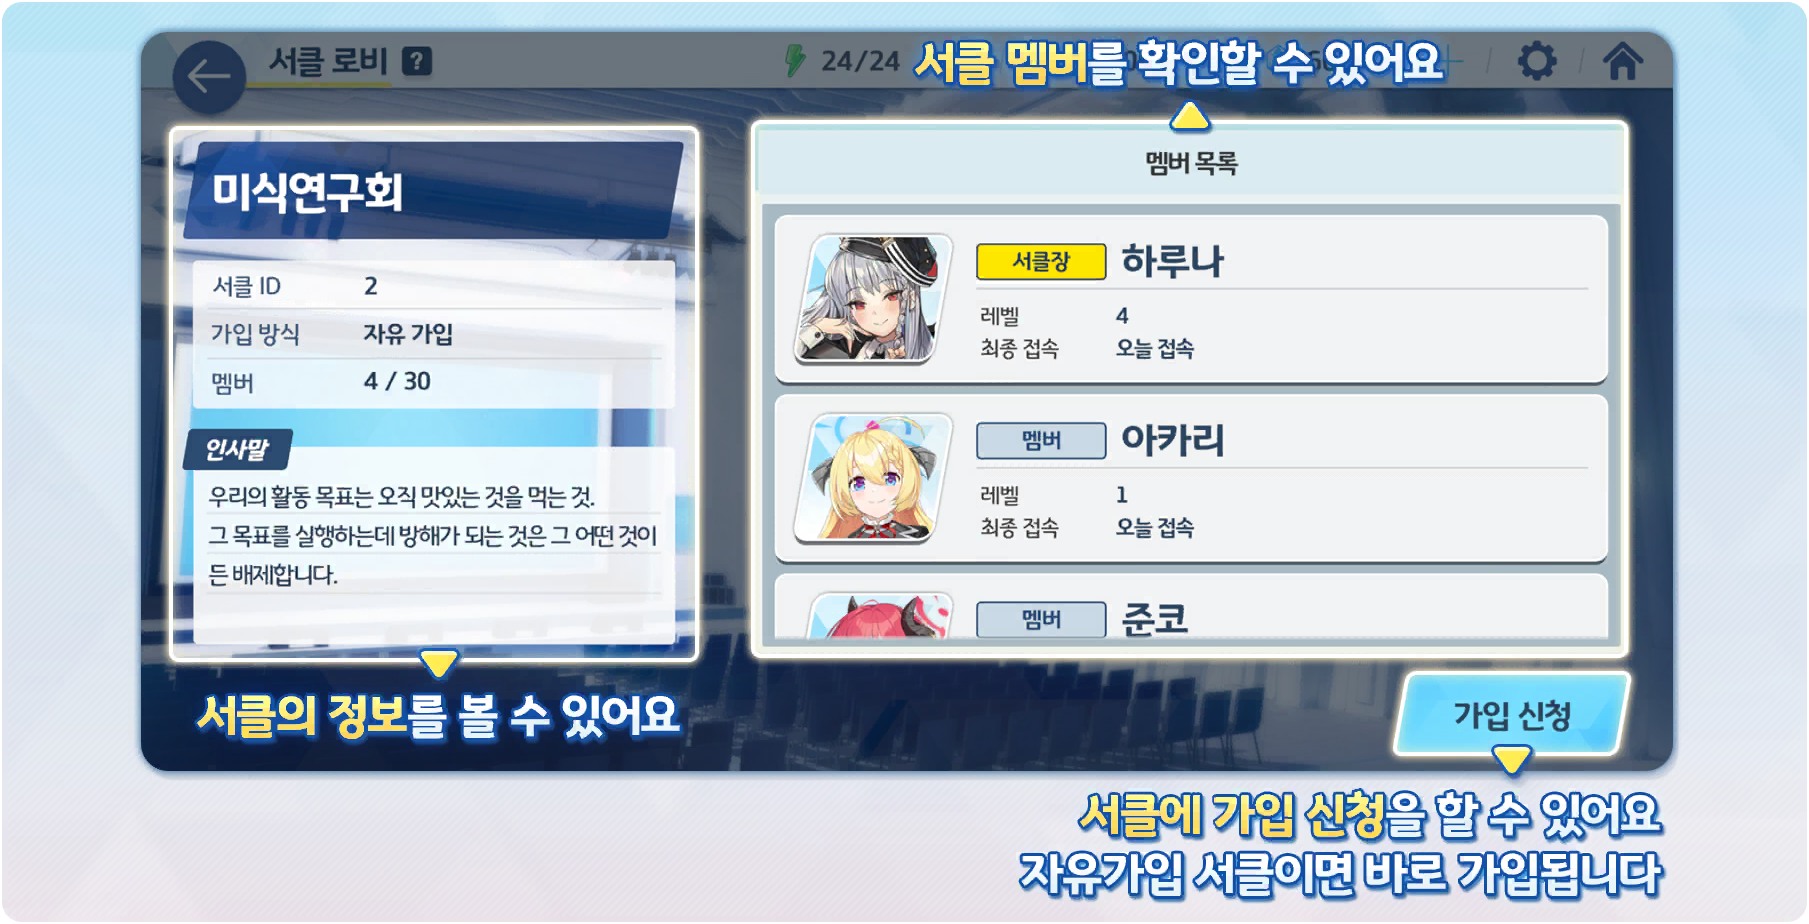 서클 로비 ?
24/24
서클 멤버를 확인할 수 있어요
미식연구회
서클 ID 2
가입 방식 자유 가입
멤버 4 / 30
인사말
우리의 활동 목표는 오직 맛있는 것을 먹는 것.
그 목표를 실행하는데 방해가 되는 것은 그 어떤 것이
든 배제합니다.
서클의 정보를 볼 수 있어요
멤버 목록
서클장 하루나
레벨 4
최종 접속 오늘 접속
멤버 아카리
레벨 1
최종 접속 오늘 접속
멤버 준코
가입 신청
서클에 가입 신청을 할 수 있어요
자유가입 서클이면 바로 가입됩니다